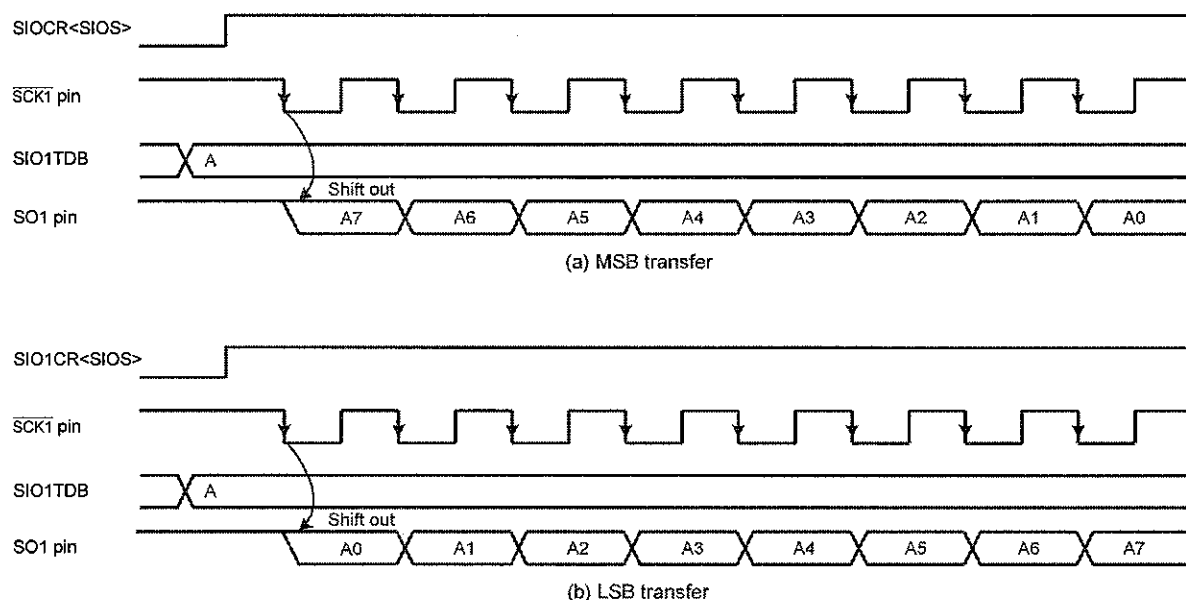 SIOCR<SIOS>
SCK1 pin
SIO1TDB A
Shift out
SO1 pin A7 A6 A5 A4 A3 A2 A1 A0
(a) MSB transfer
SIO1CR<SIOS>
SCK1 pin
SIO1TDB A
Shift out
SO1 pin A0 A1 A2 A3 A4 A5 A6 A7
(b) LSB transfer